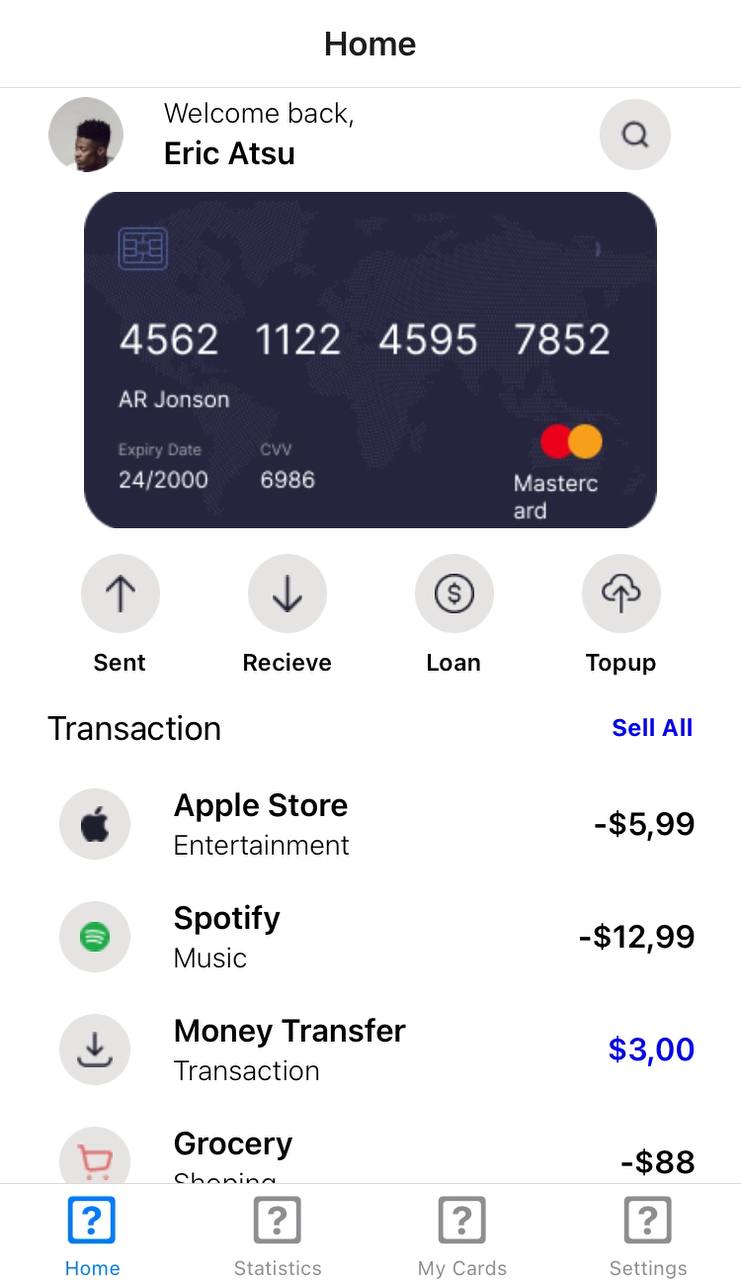 Home
Welcome back,
Eric Atsu
4562 1122 4595 7852
AR Jonson
Expiry Date CVV
24/2000 6986
Masterc
ard
Sent Recieve Loan Topup
Transaction Sell All
Apple Store
Entertainment
-$5,99
Spotify
Music
-$12,99
Money Transfer
Transaction
$3,00
Grocery
Shoping
-$88
? ? ? ?
Home Statistics My Cards Settings